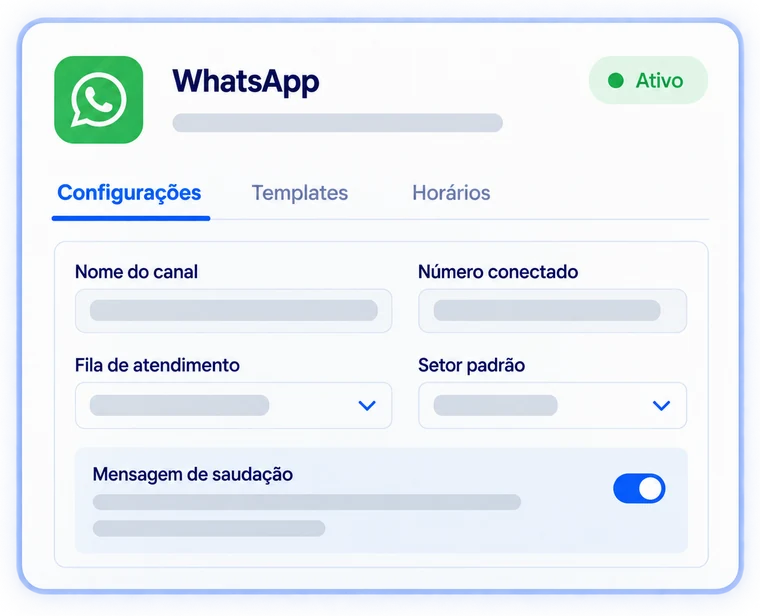 WhatsApp
Ativo
Configurações
Templates
Horários
Nome do canal
Número conectado
Fila de atendimento
Setor padrão
Mensagem de saudação